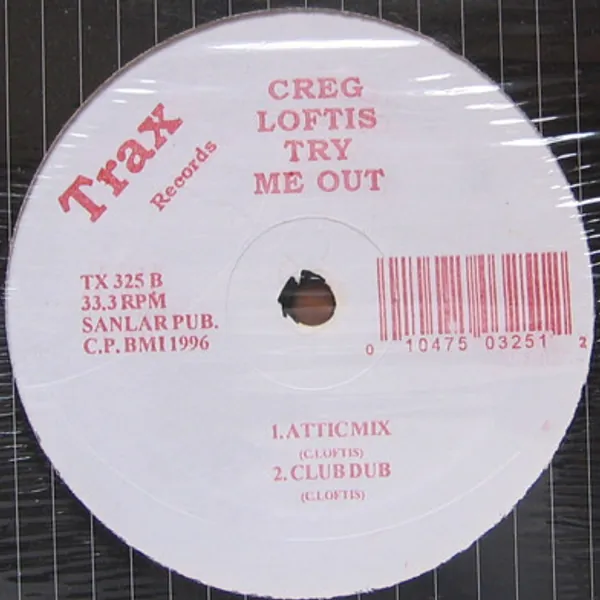 CREG
LOFTIS
TRY
ME OUT
Trax
Records
TX 325 B
33.3 RPM
SANLAR PUB.
C.P. BMI 1996
0 10475 03251 2
1. ATTIC MIX
(C.LOFTIS)
2. CLUB DUB
(C.LOFTIS)